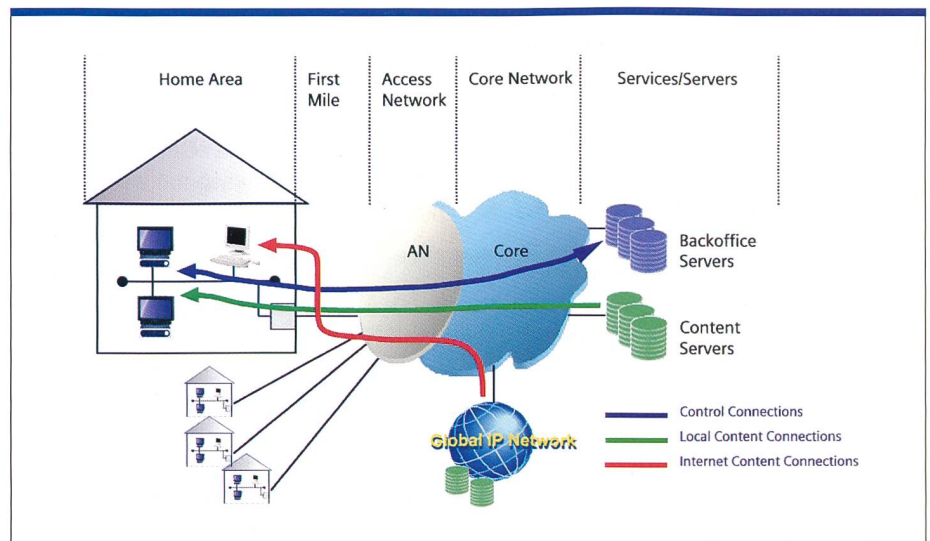 Home Area
First
Mile
Access
Network
Core Network
Services/Servers
AN
Core
Backoffice
Servers
Content
Servers
Global IP Network
Control Connections
Local Content Connections
Internet Content Connections